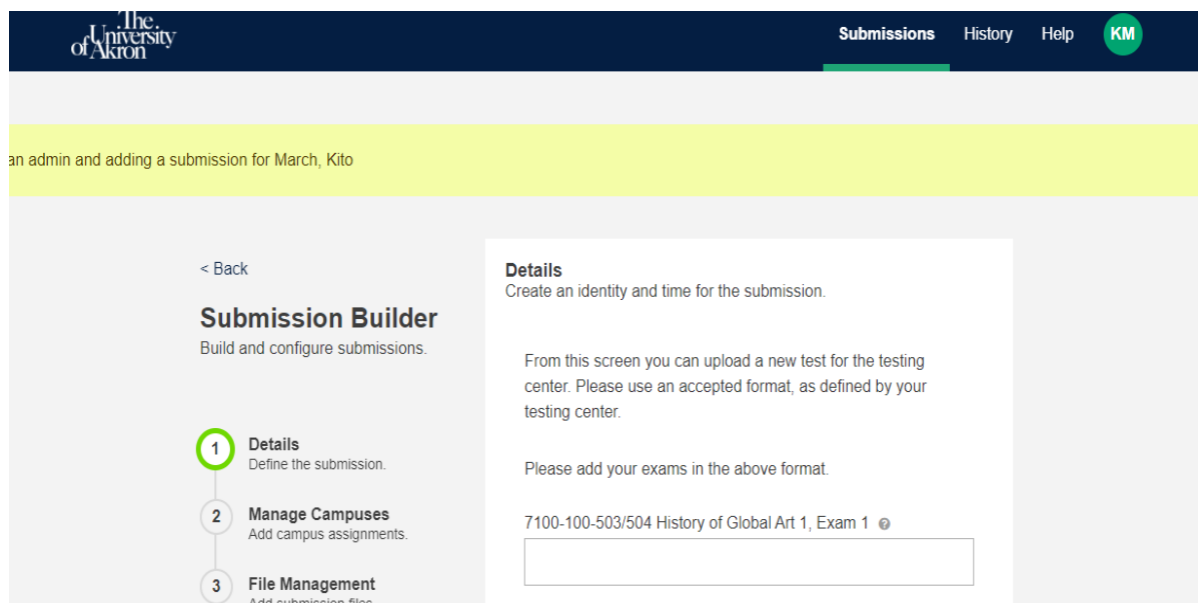 The
University
of Akron
Submissions History Help KM
an admin and adding a submission for March, Kito
< Back
Submission Builder
Build and configure submissions.
1 Details
Define the submission.
2 Manage Campuses
Add campus assignments.
3 File Management
Add submission files.
Details
Create an identity and time for the submission.
From this screen you can upload a new test for the testing
center. Please use an accepted format, as defined by your
testing center.
Please add your exams in the above format.
7100-100-503/504 History of Global Art 1, Exam 1 ?